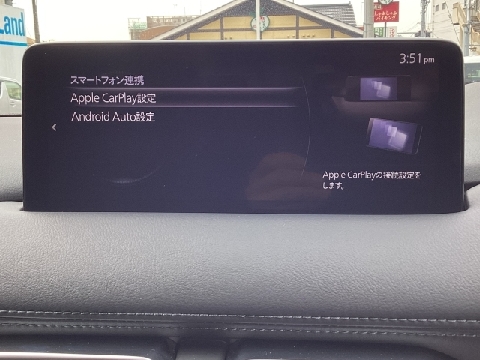 Land
3:51 pm
スマートフォン連携
Apple CarPlay設定
Android Auto設定
Apple CarPlayの接続設定を
します。